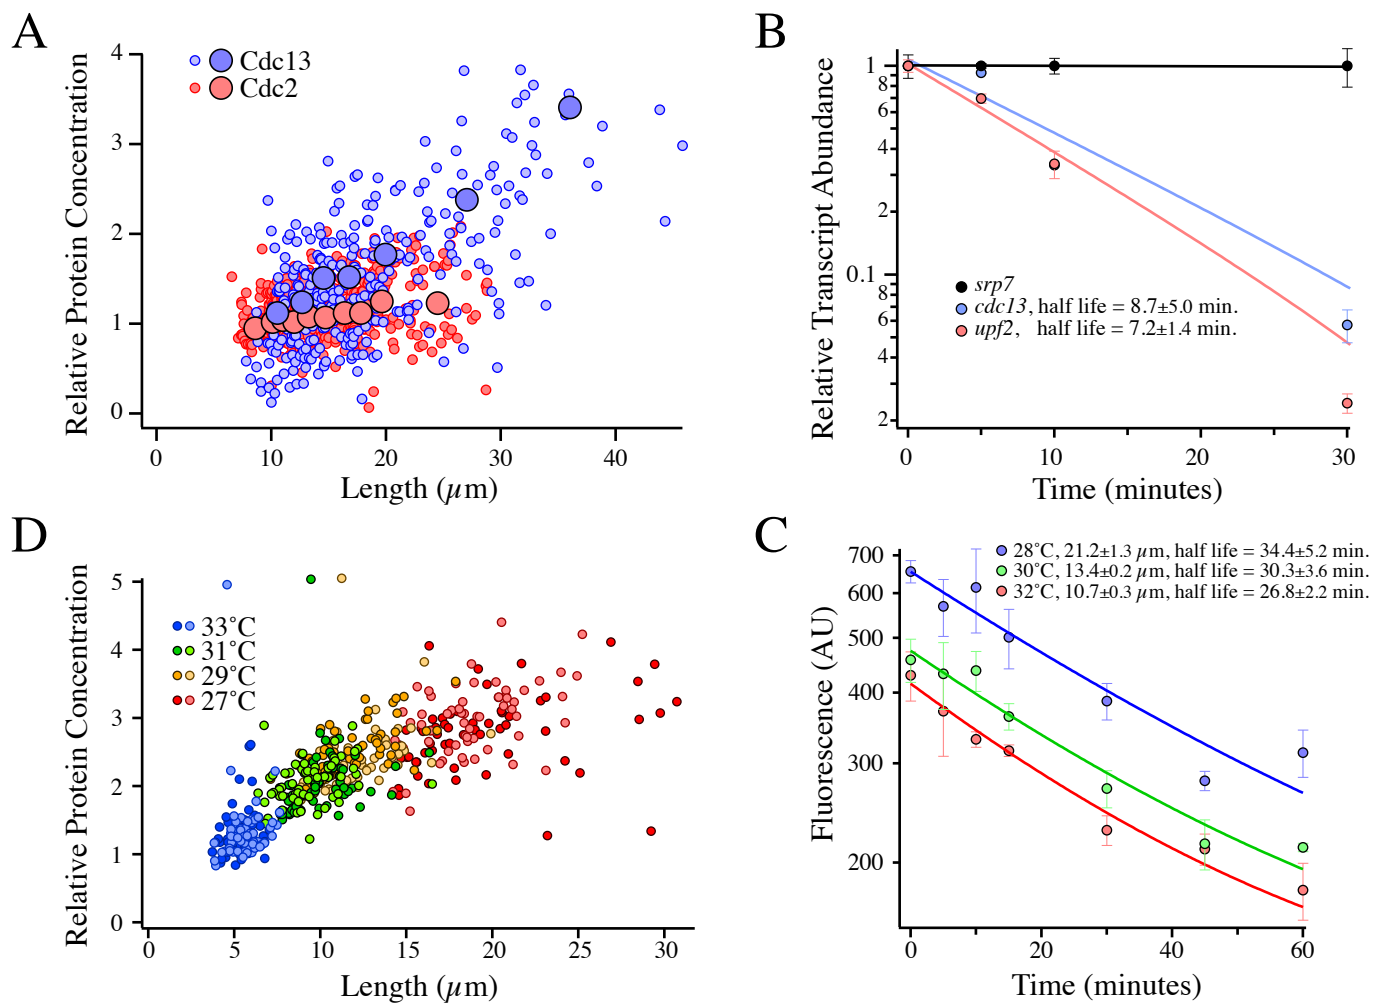 A
Cdc13
Cdc2
Relative Protein Concentration
4
3
2
1
0
0 10 20 30 40
Length (µm)
B
Relative Transcript Abundance
1
8
6
4
2
0.1
8
6
4
2
srp7
cdc13, half life = 8.7±5.0 min.
upf2, half life = 7.2±1.4 min.
0 10 20 30
Time (minutes)
D
Relative Protein Concentration
5
4
3
2
1
0
33°C
31°C
29°C
27°C
0 5 10 15 20 25 30
Length (µm)
C
Fluorescence (AU)
700
600
500
400
300
200
28°C, 21.2±1.3 µm, half life = 34.4±5.2 min.
30°C, 13.4±0.2 µm, half life = 30.3±3.6 min.
32°C, 10.7±0.3 µm, half life = 26.8±2.2 min.
0 20 40 60
Time (minutes)